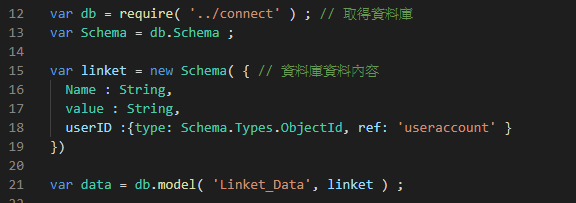 12 var db = require( '../connect' ) ; // 取得資料庫
13 var Schema = db.Schema ;
14
15 var linket = new Schema( { // 資料庫資料內容
16   Name : String,
17   value : String,
18   userID :{type: Schema.Types.ObjectId, ref: 'useraccount' }
19 })
20
21 var data = db.model( 'Linket_Data', linket ) ;